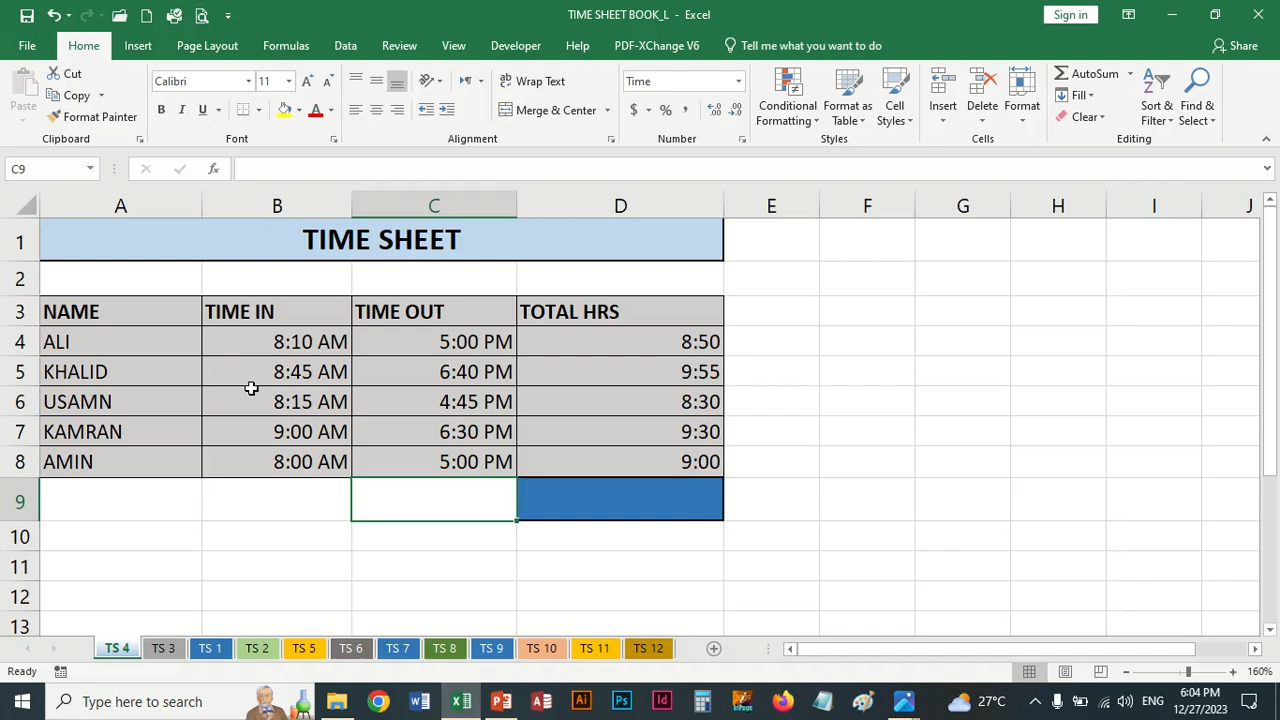 TIME SHEET BOOK_L - Excel
Sign in
File Home Insert Page Layout Formulas Data Review View Developer Help PDF-XChange V6 Tell me what you want to do Share
Paste
Cut
Copy
Format Painter
Clipboard
Calibri 11
B I U
Font
Wrap Text
Merge & Center
Alignment
Time
$ % ,
Number
Conditional Formatting
Format as Table
Cell Styles
Styles
Insert Delete Format
Cells
AutoSum
Fill
Clear
Sort & Filter
Find & Select
Editing
C9 fx
A B C D E F G H I J
1 TIME SHEET
2
3 NAME TIME IN TIME OUT TOTAL HRS
4 ALI 8:10 AM 5:00 PM 8:50
5 KHALID 8:45 AM 6:40 PM 9:55
6 USAMN 8:15 AM 4:45 PM 8:30
7 KAMRAN 9:00 AM 6:30 PM 9:30
8 AMIN 8:00 AM 5:00 PM 9:00
9
10
11
12
13
TS 4 TS 3 TS 1 TS 2 TS 5 TS 6 TS 7 TS 8 TS 9 TS 10 TS 11 TS 12
Ready 160%
Type here to search 27°C ENG 6:04 PM
12/27/2023